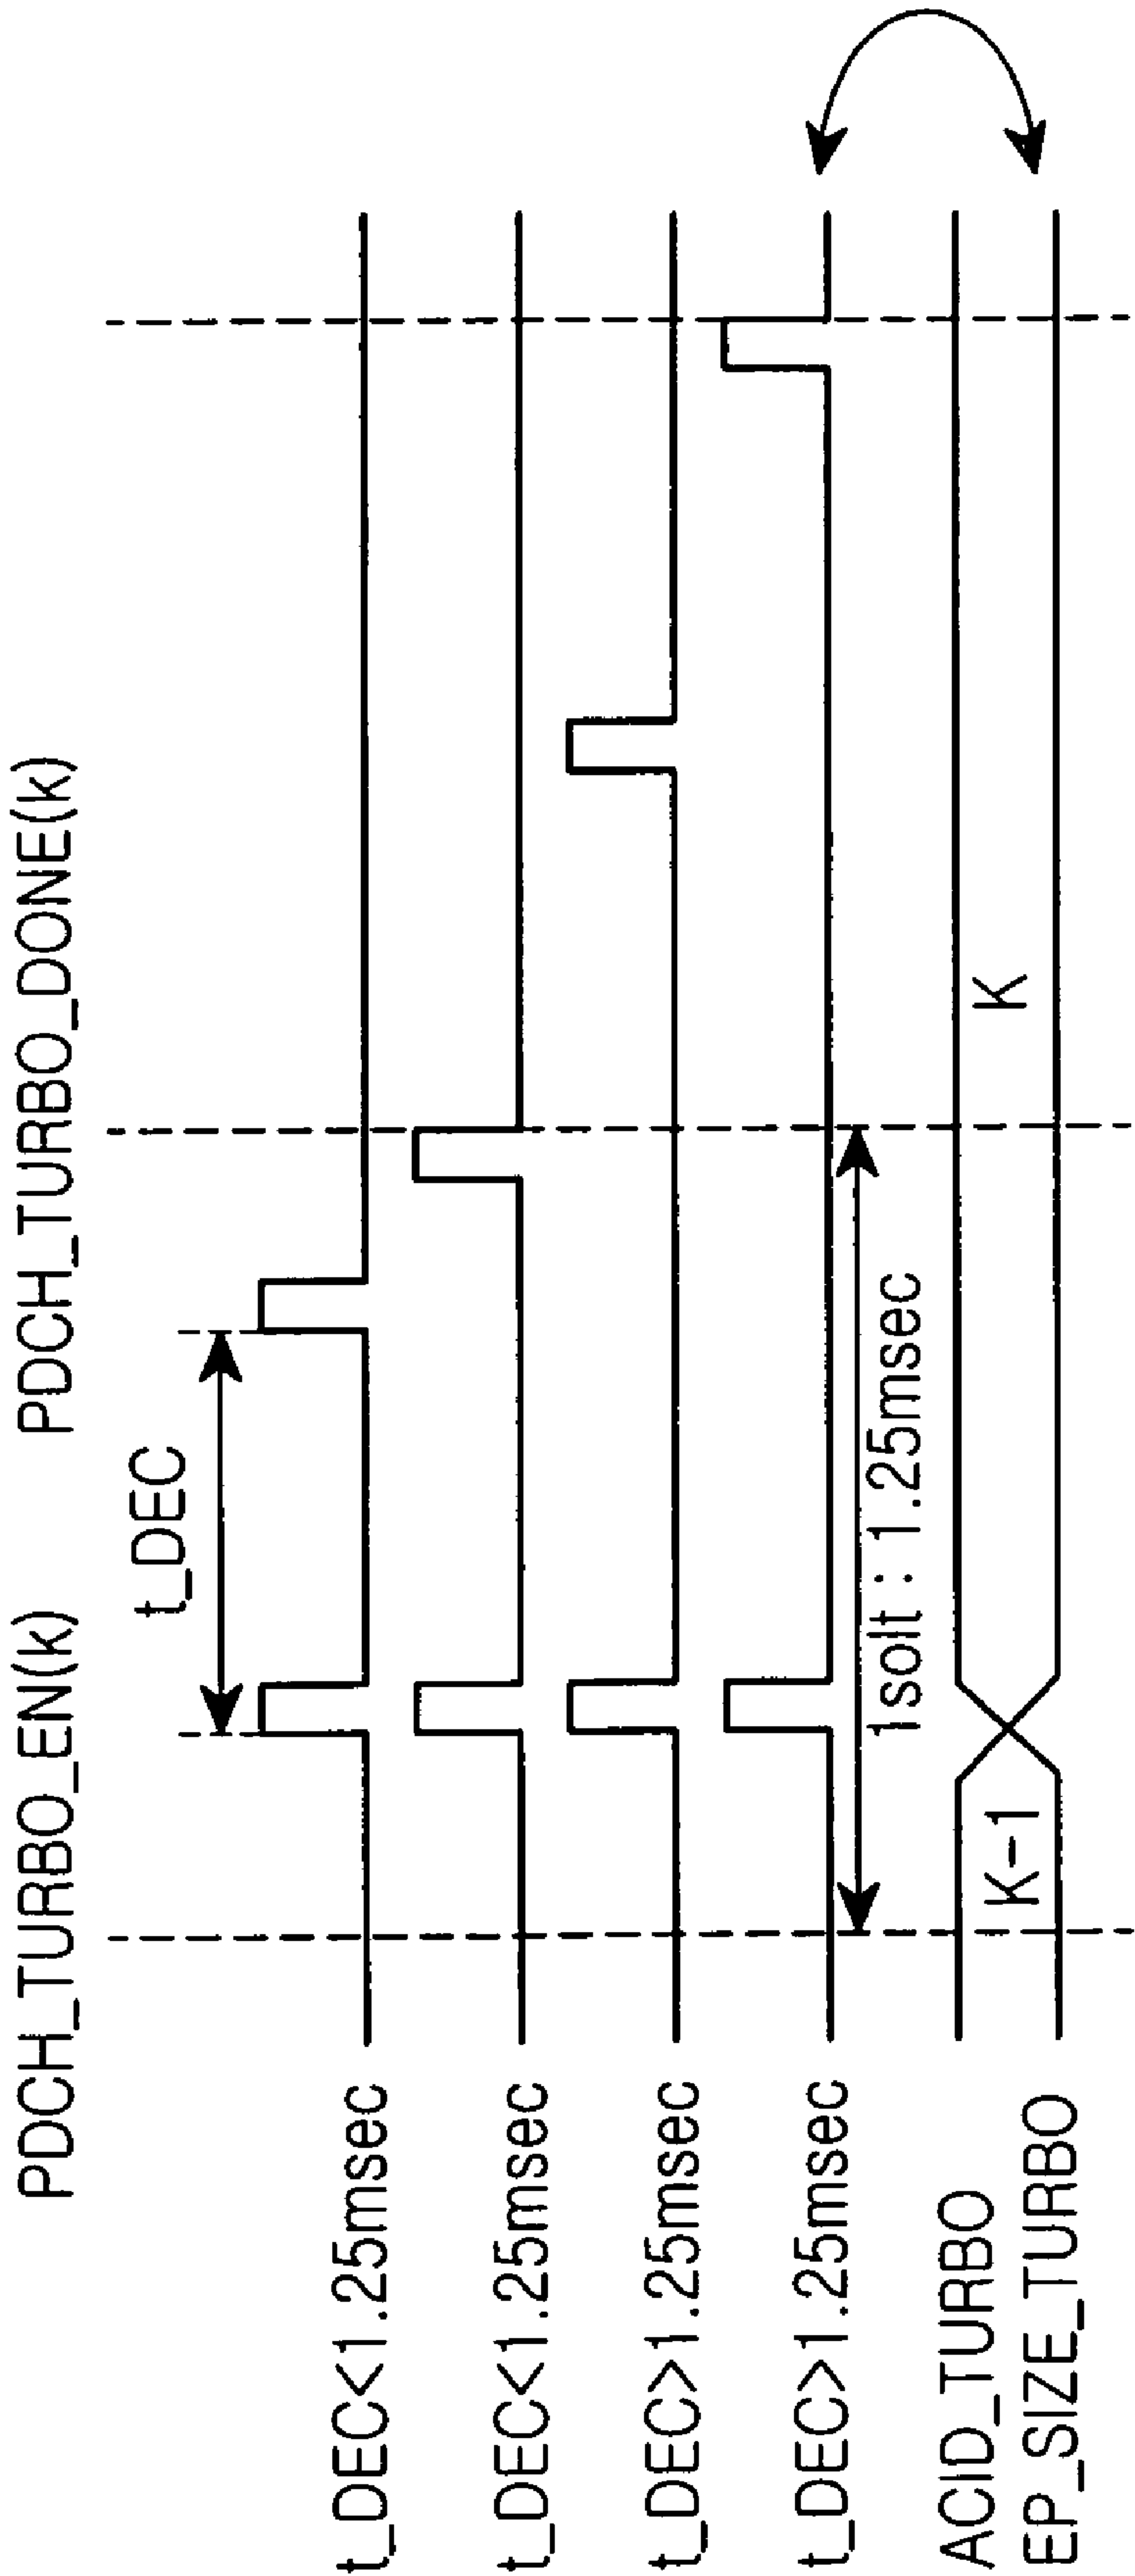 PDCH_TURBO_EN(k) PDCH_TURBO_DONE(k)
t_DEC
t_DEC<1.25msec
t_DEC<1.25msec
t_DEC>1.25msec
t_DEC>1.25msec
1solt : 1.25msec
ACID_TURBO
K-1 K
EP_SIZE_TURBO